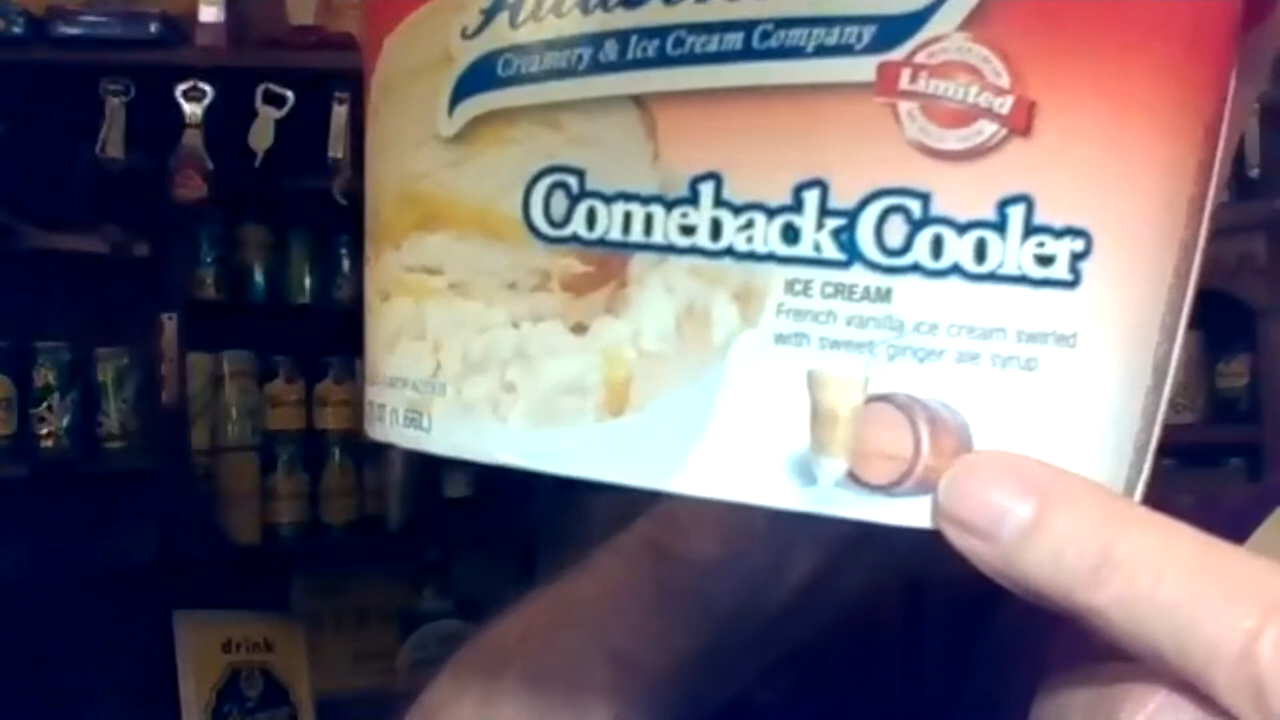 Creamery & Ice Cream Company
Limited
Comeback Cooler
ICE CREAM
French vanilla ice cream swirled
with sweet ginger ale syrup
(1.66L)
drink